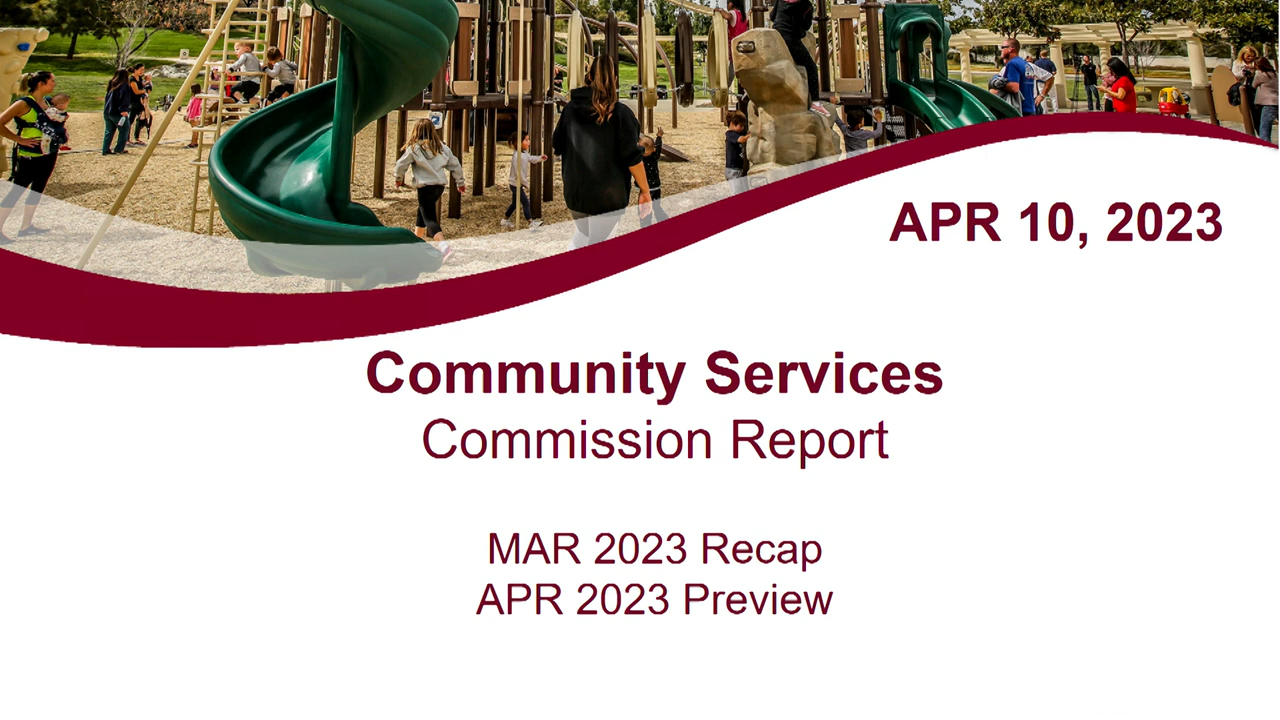 APR 10, 2023
Community Services
Commission Report
MAR 2023 Recap
APR 2023 Preview